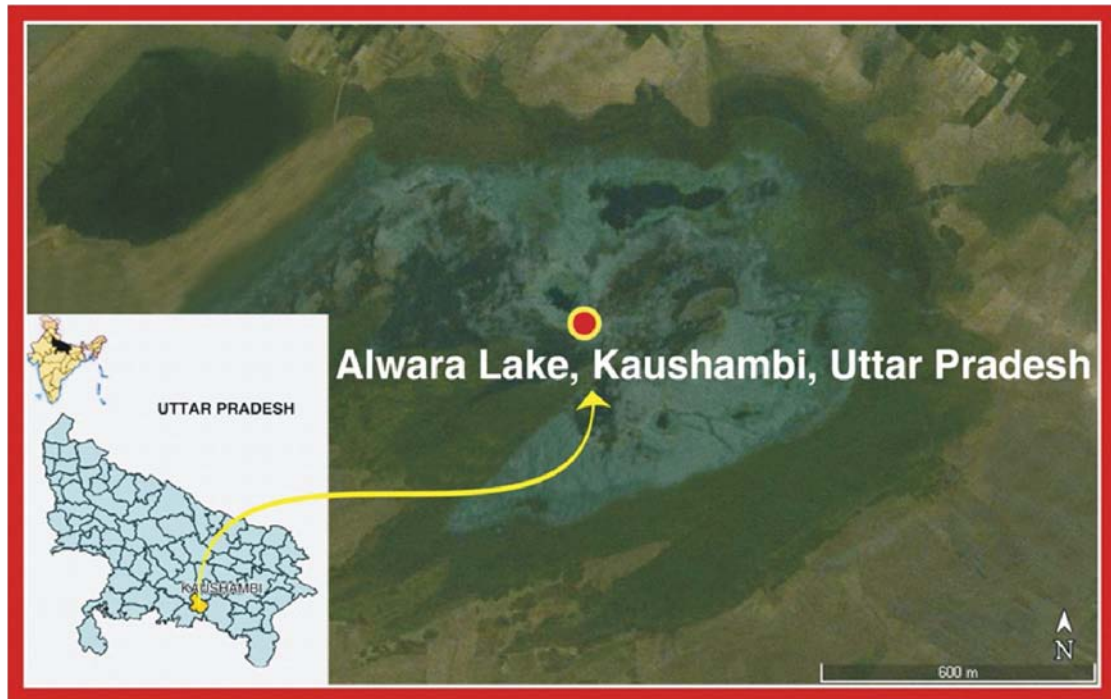 Alwara Lake, Kaushambi, Uttar Pradesh
UTTAR PRADESH
KAUSHAMBI
N
600 m